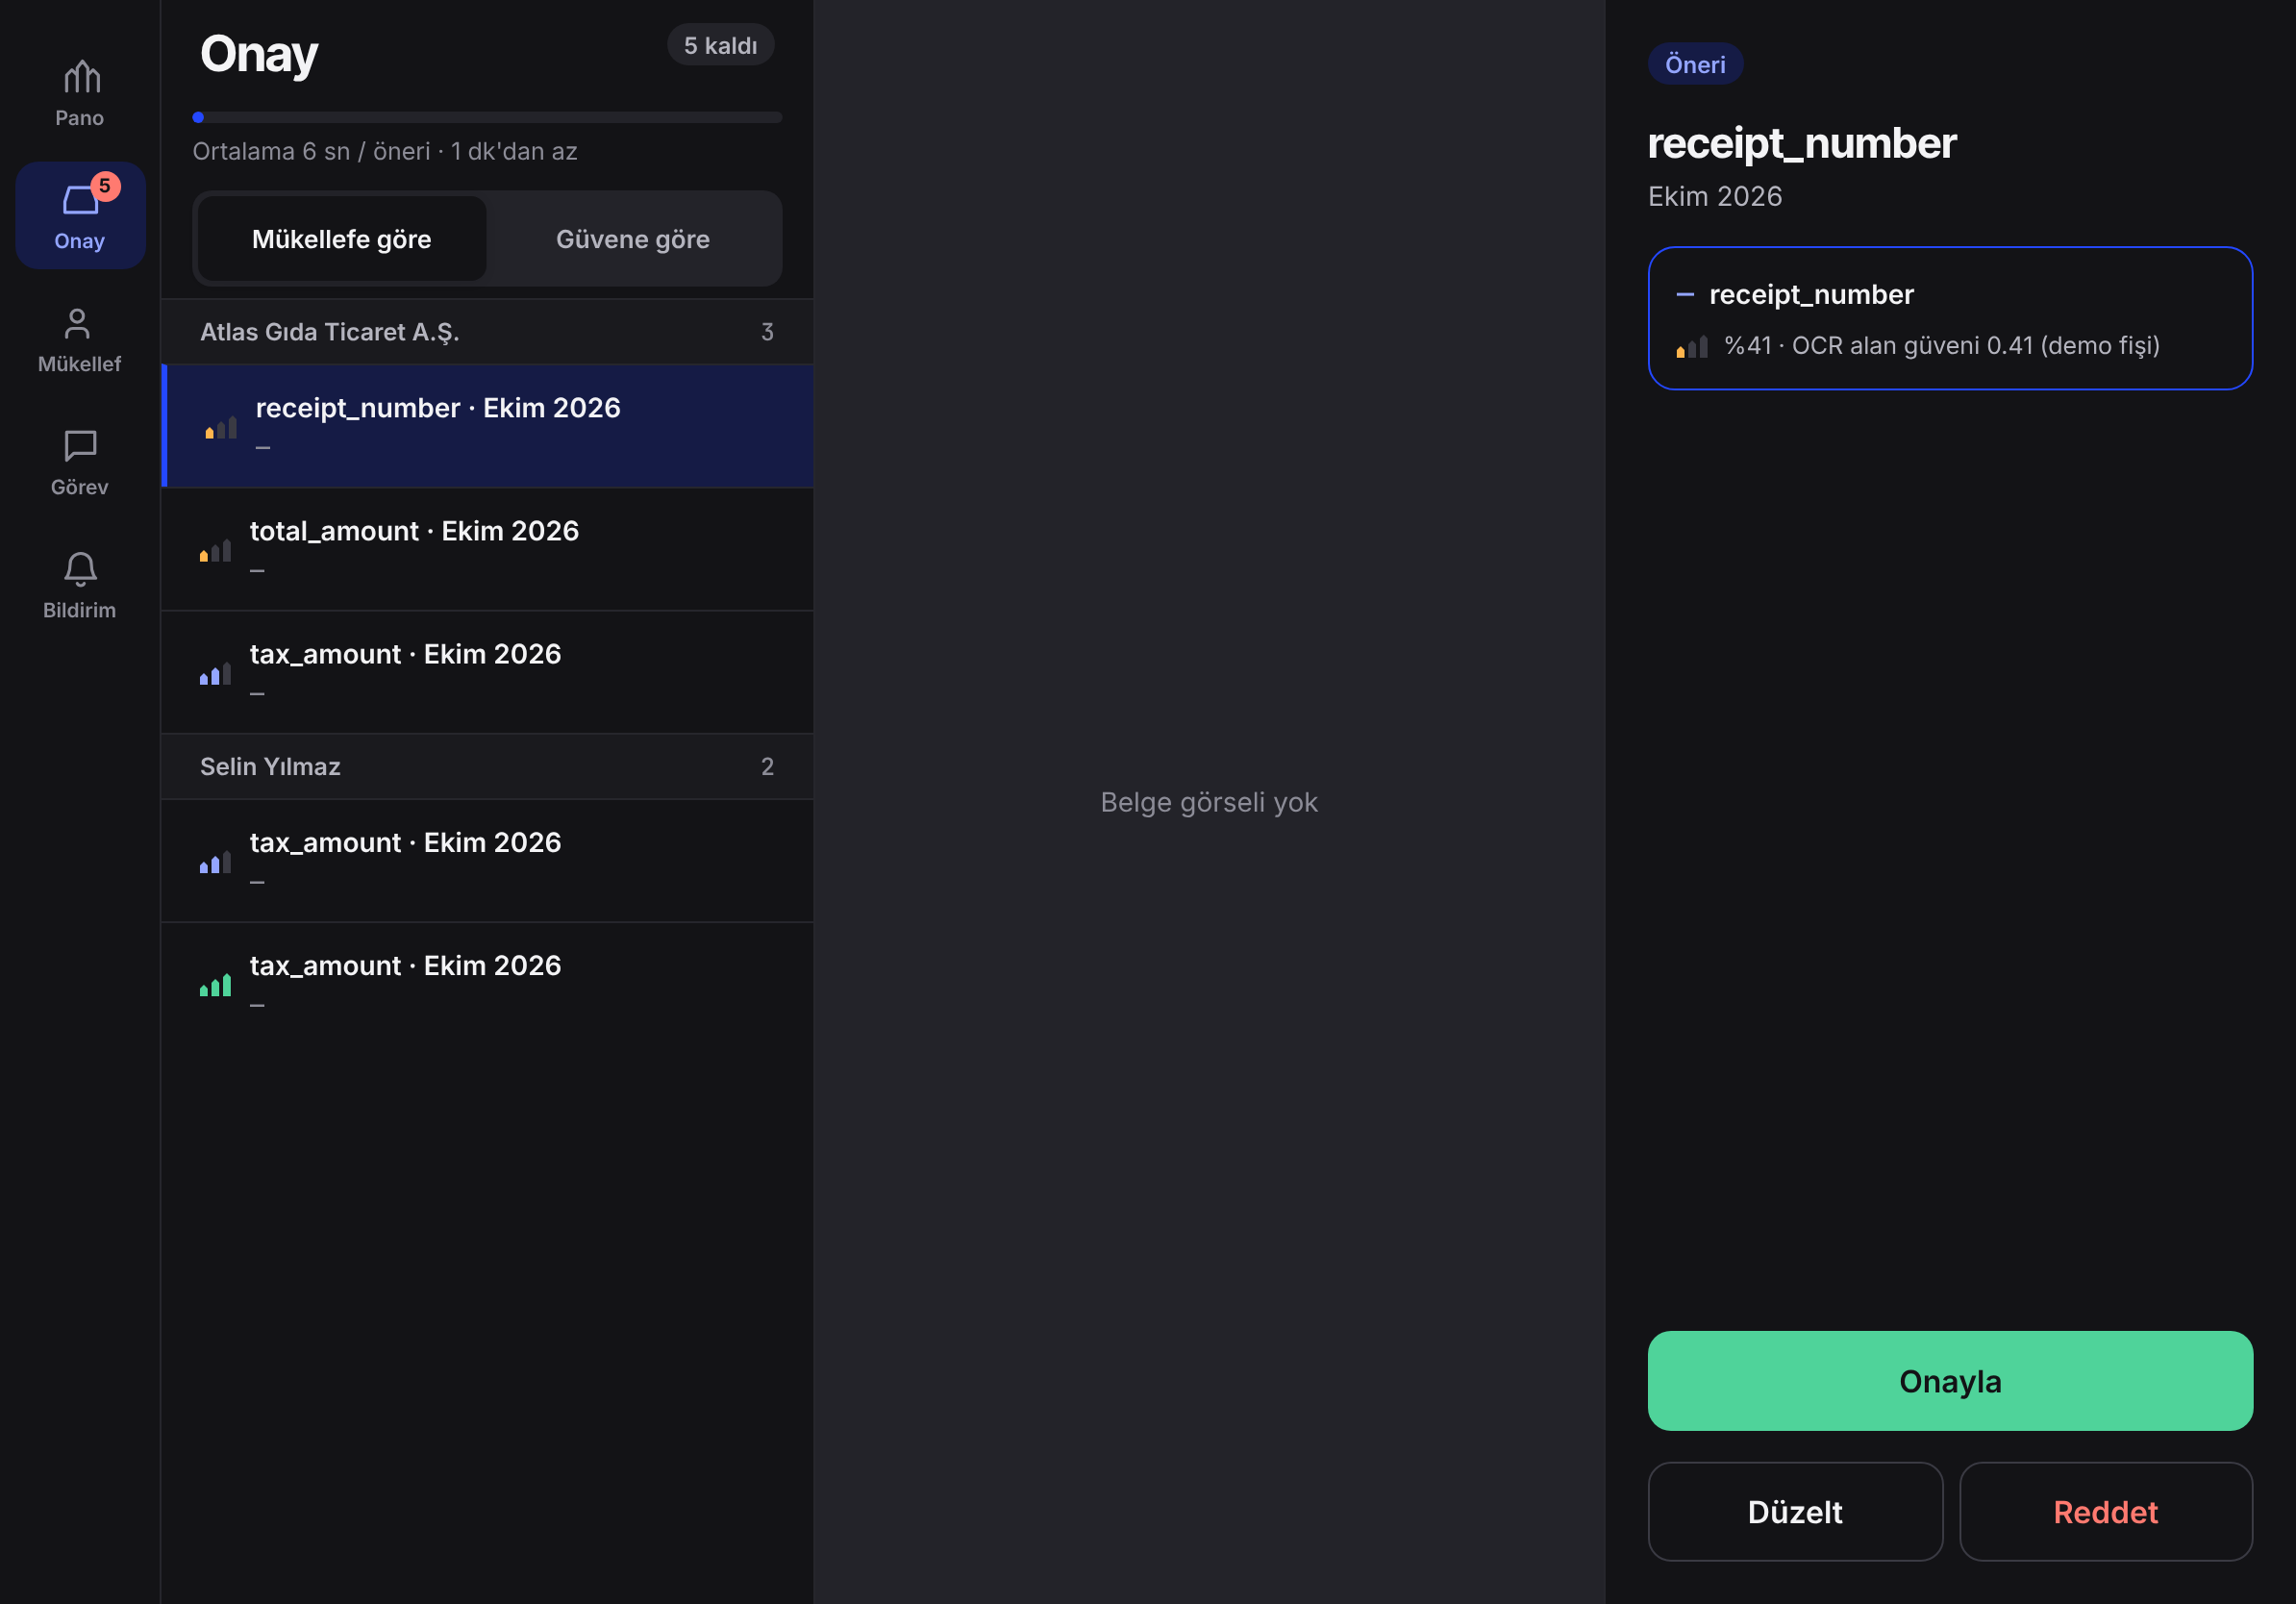 Pano
5
Onay
Mükellef
Görev
Bildirim
Onay
5 kaldı
Ortalama 6 sn / öneri · 1 dk'dan az
Mükellefe göre
Güvene göre
Atlas Gıda Ticaret A.Ş.
3
receipt_number · Ekim 2026
—
total_amount · Ekim 2026
—
tax_amount · Ekim 2026
—
Selin Yılmaz
2
tax_amount · Ekim 2026
—
tax_amount · Ekim 2026
—
Belge görseli yok
Öneri
receipt_number
Ekim 2026
— receipt_number
%41 · OCR alan güveni 0.41 (demo fişi)
Onayla
Düzelt
Reddet